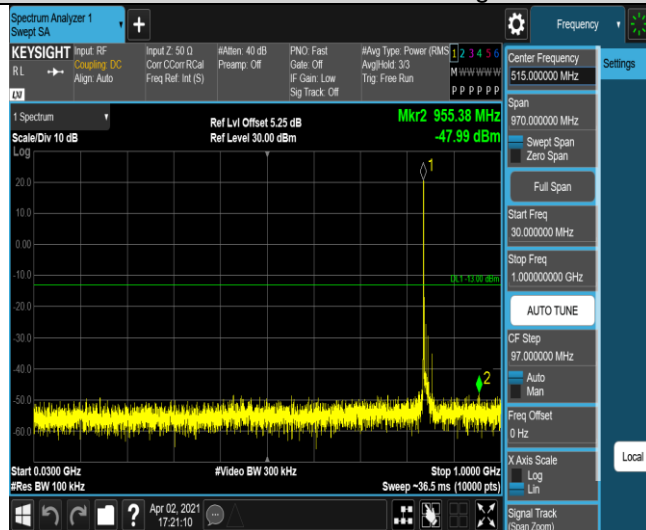 Spectrum Analyzer 1
Swept SA
Frequency
KEYSIGHT
RL
Input: RF
Coupling: DC
Align: Auto
Input Z: 50 Ω
Corr CCorr RCal
Freq Ref: Int (S)
#Atten: 40 dB
Preamp: Off
PNO: Fast
Gate: Off
IF Gain: Low
Sig Track: Off
#Avg Type: Power (RMS
Avg|Hold: 3/3
Trig: Free Run
1 2 3 4 5 6
M W W W W W
P P P P P P
LXI
1 Spectrum
Scale/Div 10 dB
Log
Ref Lvl Offset 5.25 dB
Ref Level 30.00 dBm
Mkr2 955.38 MHz
-47.99 dBm
1
20.0
10.0
0.00
-10.0
DL1 -13.00 dBm
-20.0
-30.0
-40.0
2
-50.0
-60.0
Start 0.0300 GHz
#Res BW 100 kHz
#Video BW 300 kHz
Stop 1.0000 GHz
Sweep ~36.5 ms (10000 pts)
?
Apr 02, 2021
17:21:10
Center Frequency
515.000000 MHz
Settings
Span
970.000000 MHz
Swept Span
Zero Span
Full Span
Start Freq
30.000000 MHz
Stop Freq
1.000000000 GHz
AUTO TUNE
CF Step
97.000000 MHz
Auto
Man
Freq Offset
0 Hz
X Axis Scale
Log
Lin
Local
Signal Track
(Span Zoom)